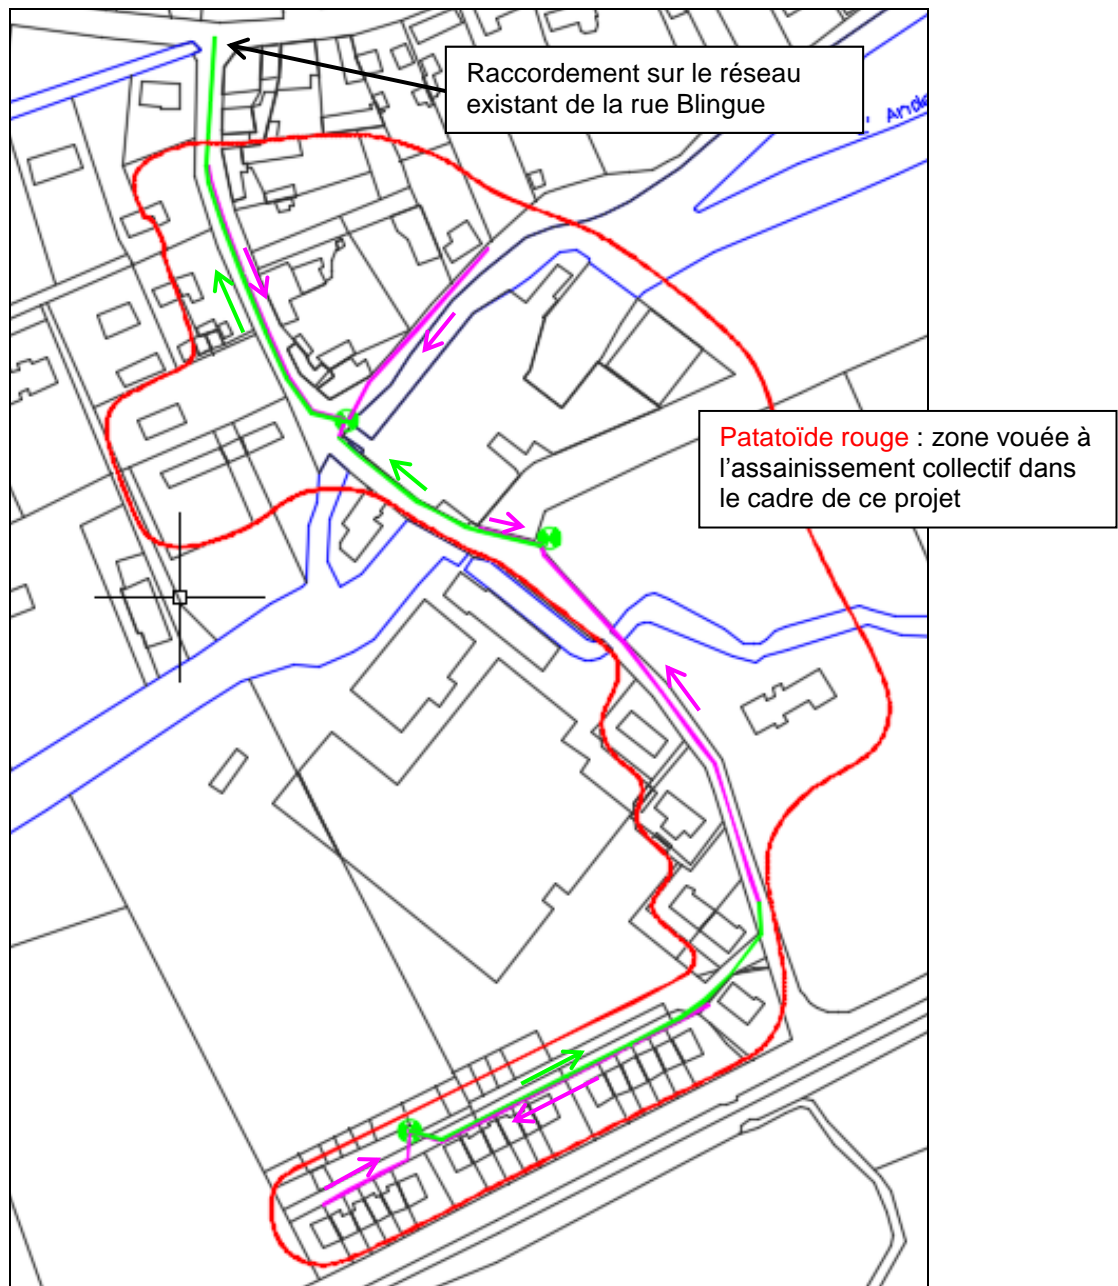 Raccordement sur le réseau
existant de la rue Blingue
Patatoïde rouge : zone vouée à
l'assainissement collectif dans
le cadre de ce projet